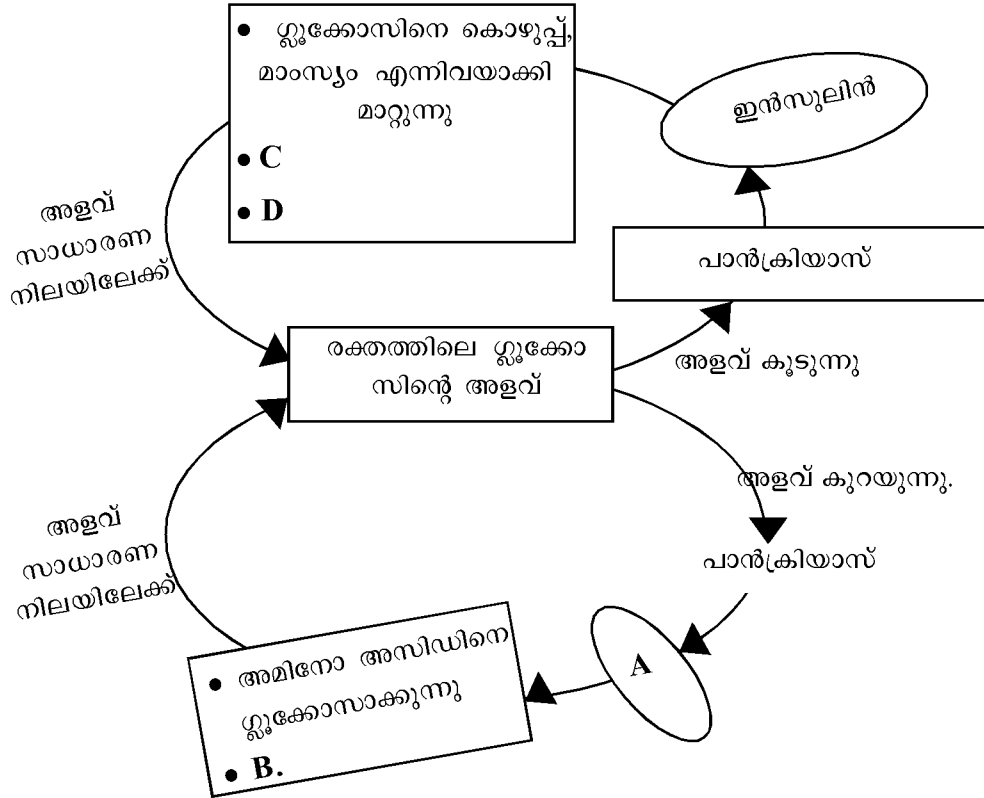 • ഗ്ലൂക്കോസിനെ കൊഴുപ്പ്,
മാംസ്യം എന്നിവയാക്കി
മാറ്റുന്നു
• C
• D
ഇൻസുലിൻ
പാൻക്രിയാസ്
അളവ്
സാധാരണ
നിലയിലേക്ക്
രക്തത്തിലെ ഗ്ലൂക്കോ
സിന്റെ അളവ്
അളവ് കൂടുന്നു
അളവ് കുറയുന്നു.
പാൻക്രിയാസ്
അളവ്
സാധാരണ
നിലയിലേക്ക്
A
• അമിനോ അസിഡിനെ
ഗ്ലൂക്കോസാക്കുന്നു
• B.